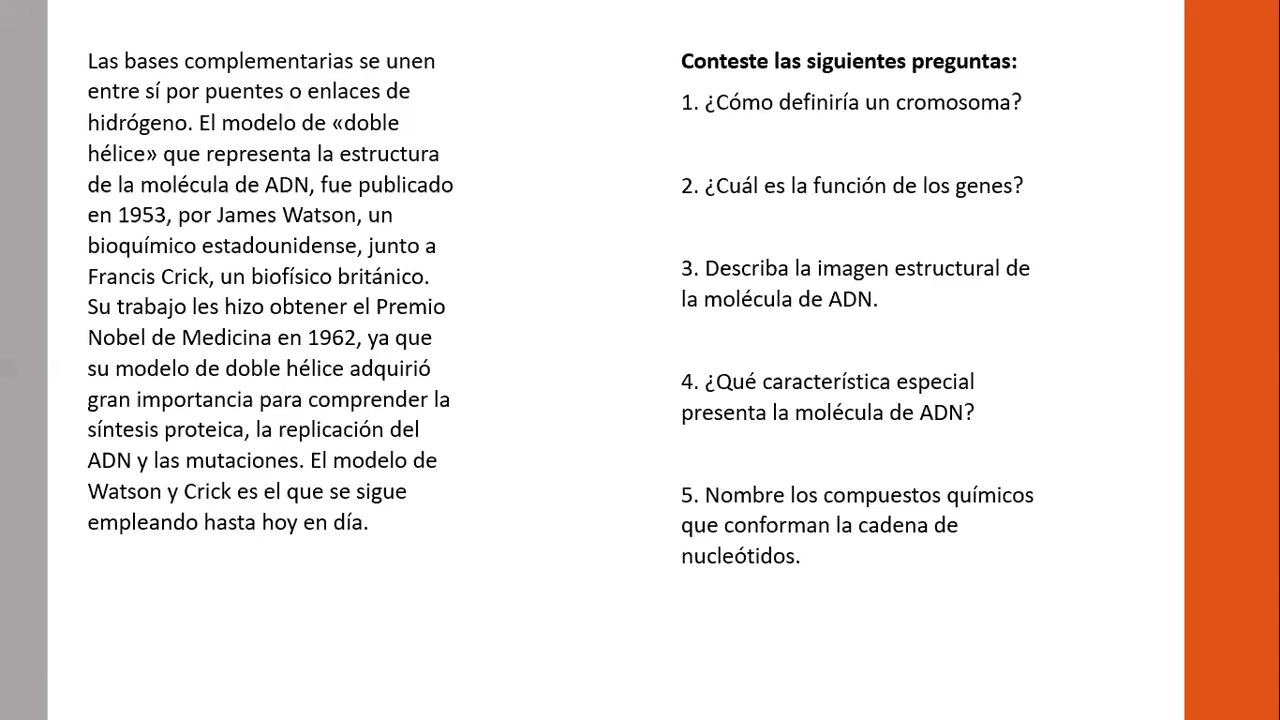 Las bases complementarias se unen
entre sí por puentes o enlaces de
hidrógeno. El modelo de «doble
hélice» que representa la estructura
de la molécula de ADN, fue publicado
en 1953, por James Watson, un
bioquímico estadounidense, junto a
Francis Crick, un biofísico británico.
Su trabajo les hizo obtener el Premio
Nobel de Medicina en 1962, ya que
su modelo de doble hélice adquirió
gran importancia para comprender la
síntesis proteica, la replicación del
ADN y las mutaciones. El modelo de
Watson y Crick es el que se sigue
empleando hasta hoy en día.
Conteste las siguientes preguntas:
1. ¿Cómo definiría un cromosoma?
2. ¿Cuál es la función de los genes?
3. Describa la imagen estructural de
la molécula de ADN.
4. ¿Qué característica especial
presenta la molécula de ADN?
5. Nombre los compuestos químicos
que conforman la cadena de
nucleótidos.